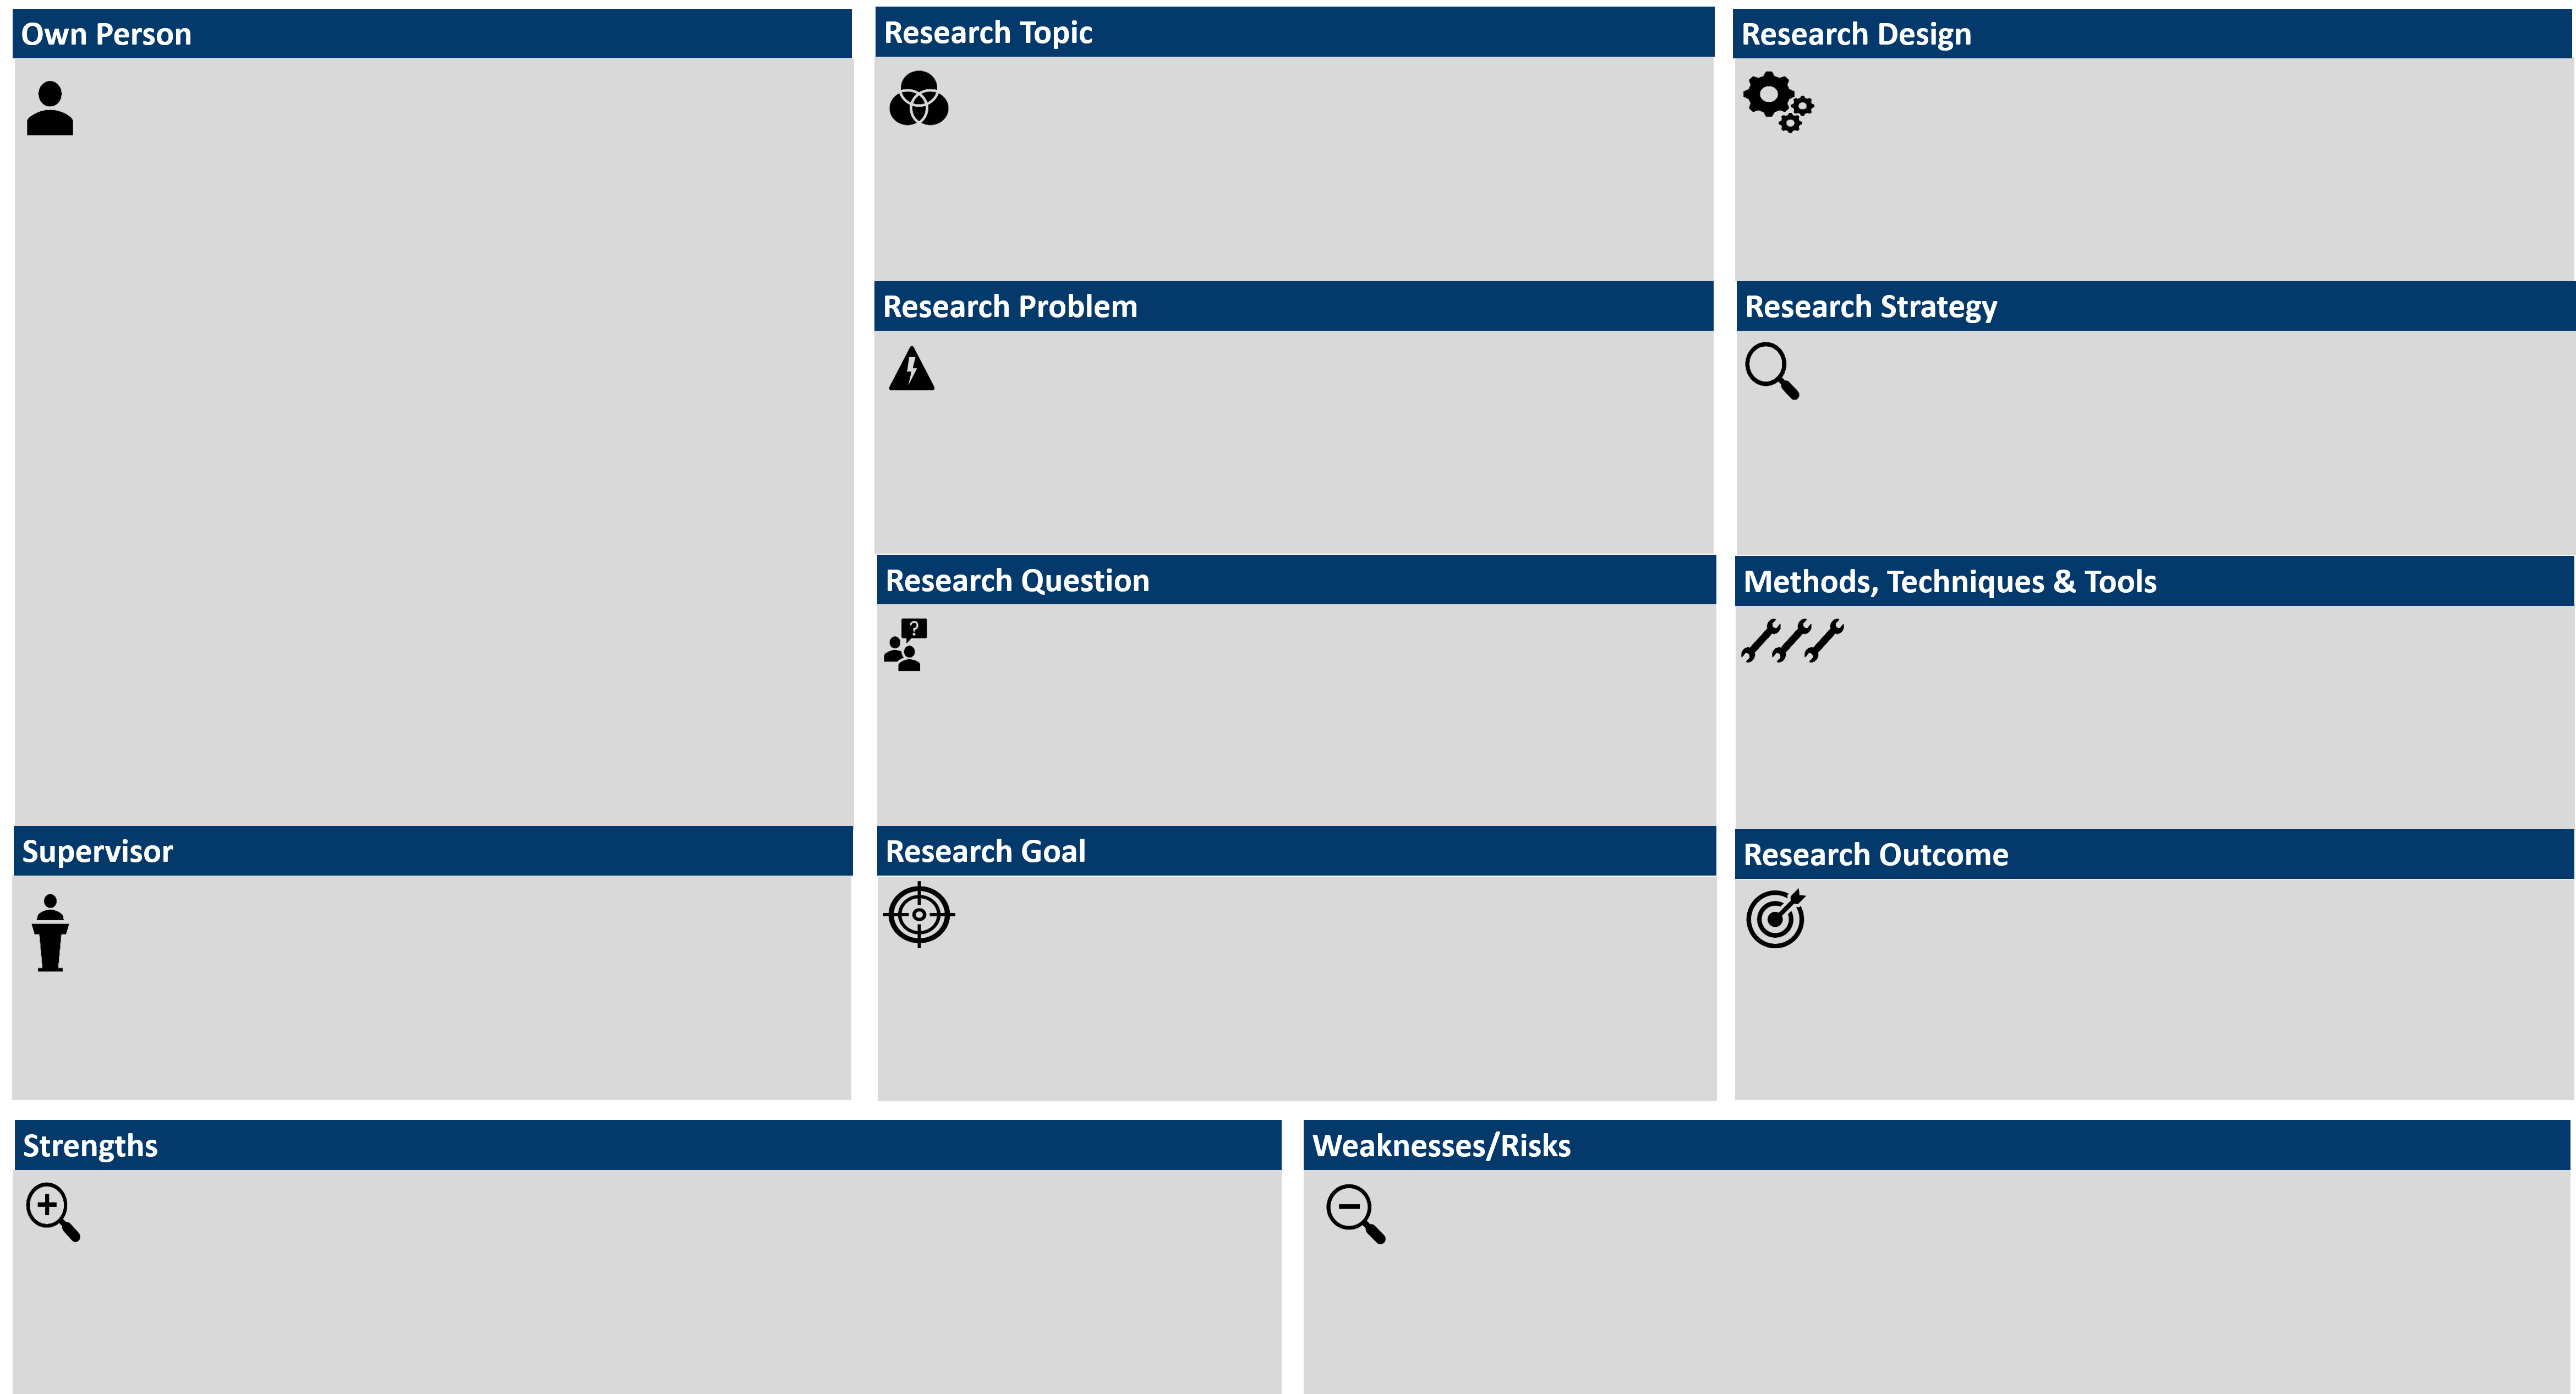 Own Person
Supervisor
Research Topic
Research Problem
Research Question
?
Research Goal
Research Design
Research Strategy
Methods, Techniques & Tools
Research Outcome
Strengths
Weaknesses/Risks